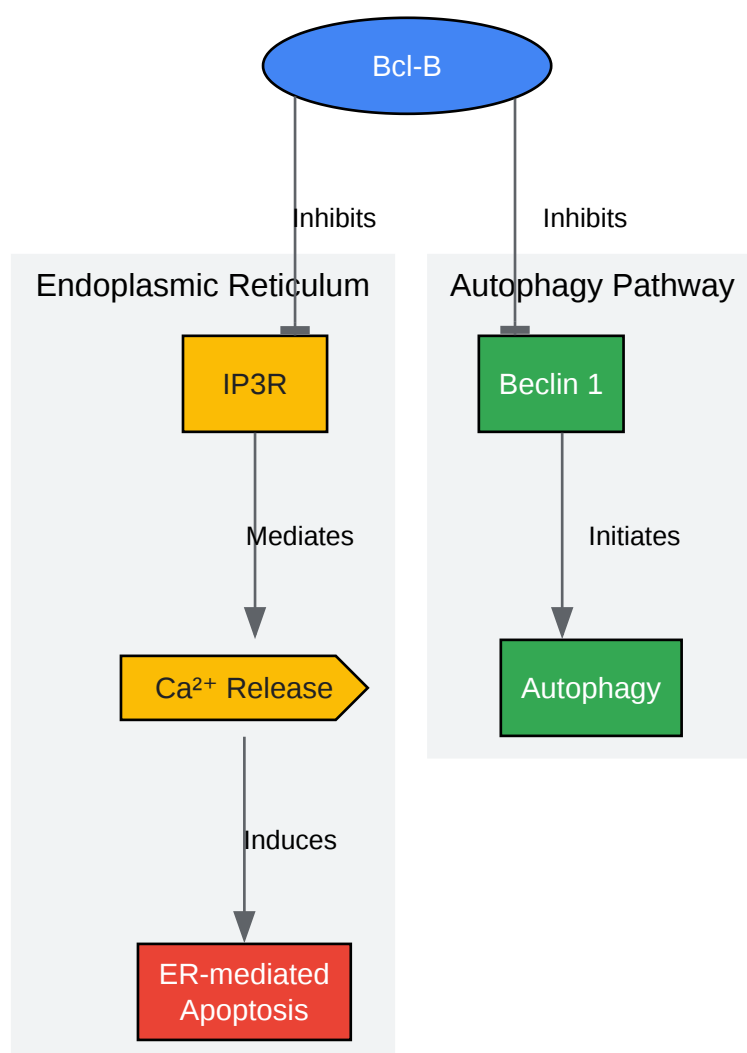 Bcl-B
Inhibits
Inhibits
Endoplasmic Reticulum
Autophagy Pathway
IP3R
Beclin 1
Mediates
Initiates
Ca²⁺ Release
Autophagy
Induces
ER-mediated
Apoptosis